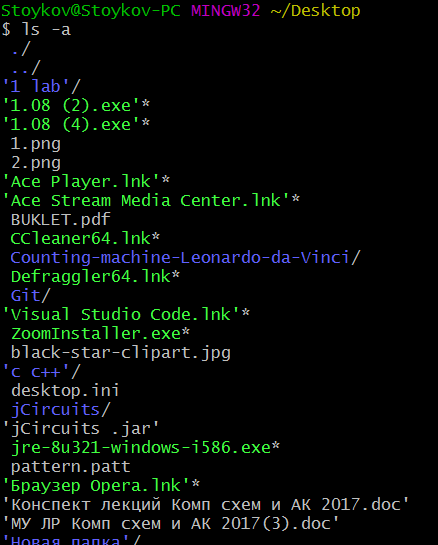 Stoykov@Stoykov-PC MINGW32 ~/Desktop
$ ls -a
./
../
'1 lab'/
'1.08 (2).exe'*
'1.08 (4).exe'*
1.png
2.png
'Ace Player.lnk'*
'Ace Stream Media Center.lnk'*
BUKLET.pdf
CCleaner64.lnk*
Counting-machine-Leonardo-da-Vinci/
Defraggler64.lnk*
Git/
'Visual Studio Code.lnk'*
ZoomInstaller.exe*
black-star-clipart.jpg
'c c++'/
desktop.ini
jCircuits/
'jCircuits .jar'
jre-8u321-windows-i586.exe*
pattern.patt
'Браузер Opera.lnk'*
'Конспект лекций Комп схем и АК 2017.doc'
'МУ ЛР Комп схем и АК 2017(3).doc'
'Новая папка'/